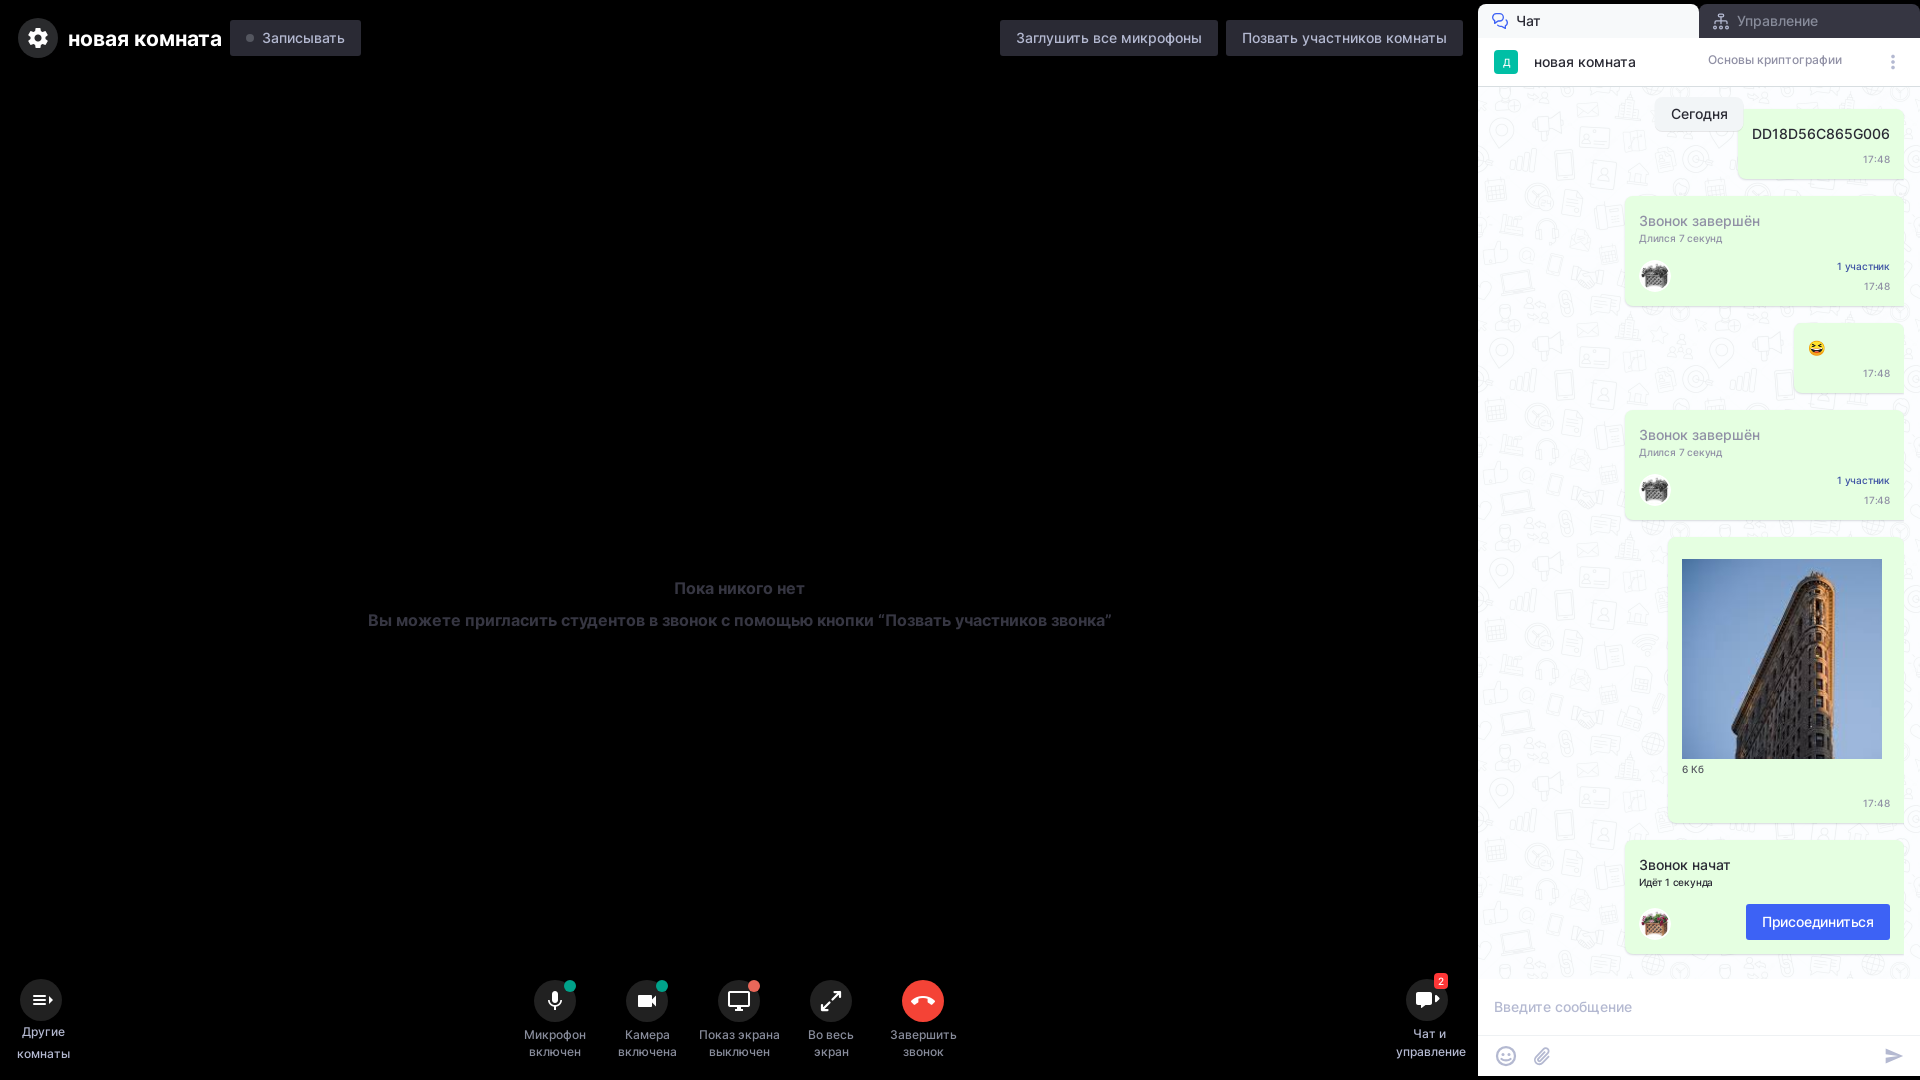 новая комната
Записывать
Заглушить все микрофоны
Позвать участников комнаты
Пока никого нет
Вы можете пригласить студентов в звонок с помощью кнопки “Позвать участников звонка”
Другие
комнаты
Микрофон
включен
Камера
включена
Показ экрана
выключен
Во весь
экран
Завершить
звонок
2
Чат и
управление
Чат
Управление
Д
новая комната
Основы криптографии
Сегодня
DD18D56C865G006
17:48
Звонок завершён
Длился 7 секунд
1 участник
17:48
17:48
Звонок завершён
Длился 7 секунд
1 участник
17:48
6 Кб
17:48
Звонок начат
Идёт 1 секунда
Присоединиться
Введите сообщение